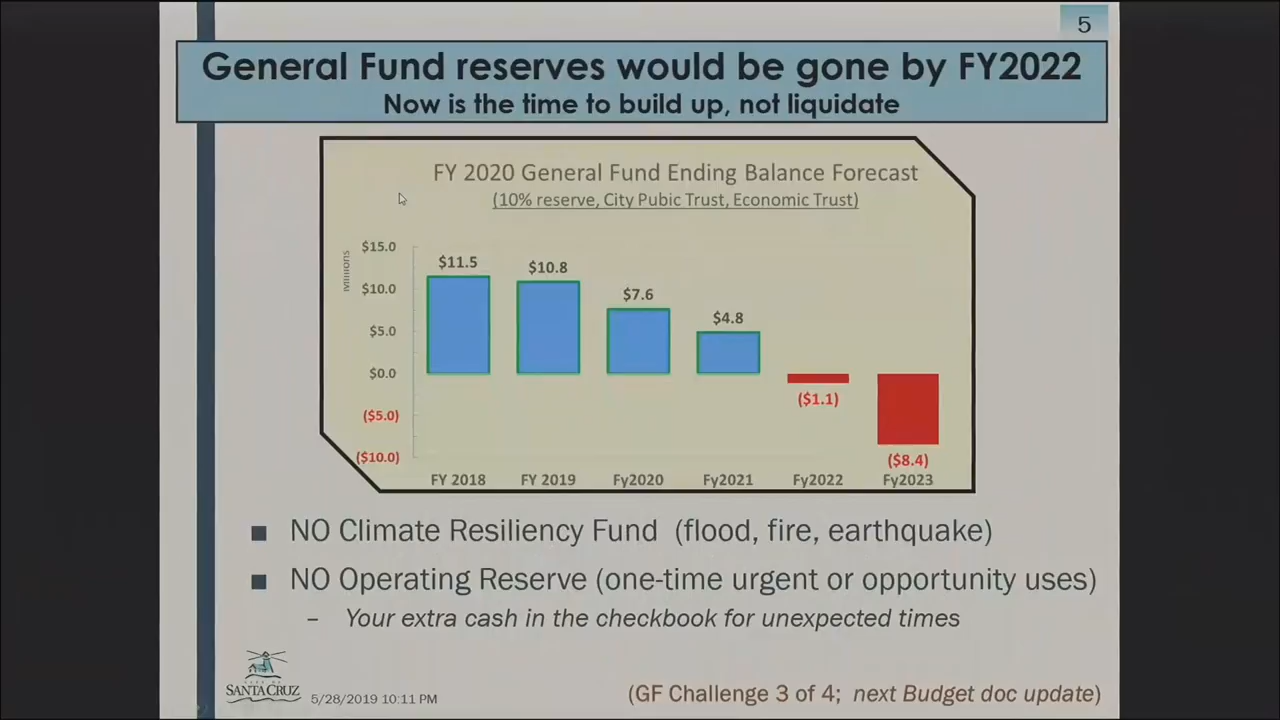 5
General Fund reserves would be gone by FY2022
Now is the time to build up, not liquidate
FY 2020 General Fund Ending Balance Forecast
(10% reserve, City Pubic Trust, Economic Trust)
Millions
$15.0
$10.0
$5.0
$0.0
($5.0)
($10.0)
$11.5
$10.8
$7.6
$4.8
($1.1)
($8.4)
FY 2018 FY 2019 Fy2020 Fy2021 Fy2022 Fy2023
■ NO Climate Resiliency Fund (flood, fire, earthquake)
■ NO Operating Reserve (one-time urgent or opportunity uses)
– Your extra cash in the checkbook for unexpected times
SANTA CRUZ
5/28/2019 10:11 PM
(GF Challenge 3 of 4; next Budget doc update)